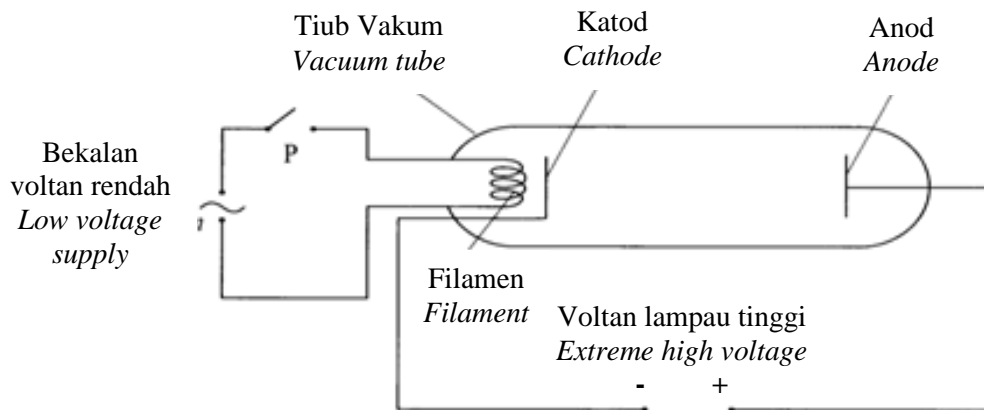 Tiub Vakum
Vacuum tube
Katod
Cathode
Anod
Anode
P
Bekalan
voltan rendah
Low voltage
supply
Filamen
Filament
Voltan lampau tinggi
Extreme high voltage
- +